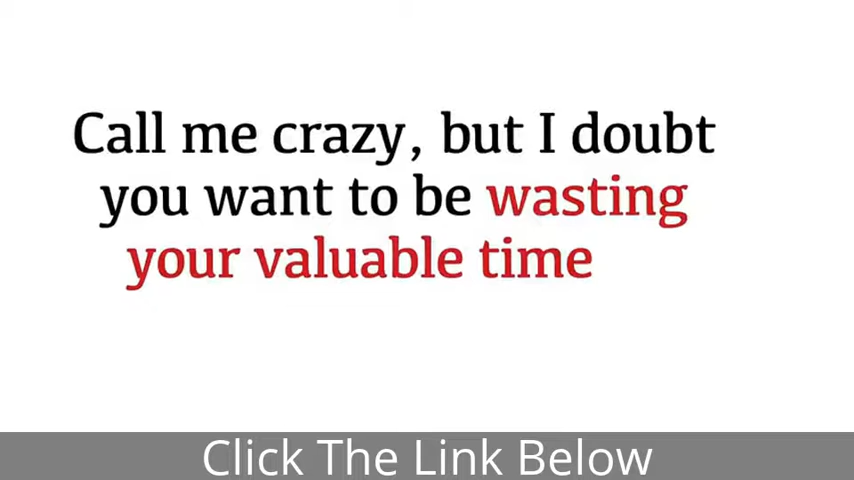 Call me crazy, but I doubt
you want to be wasting
your valuable time
Click The Link Below